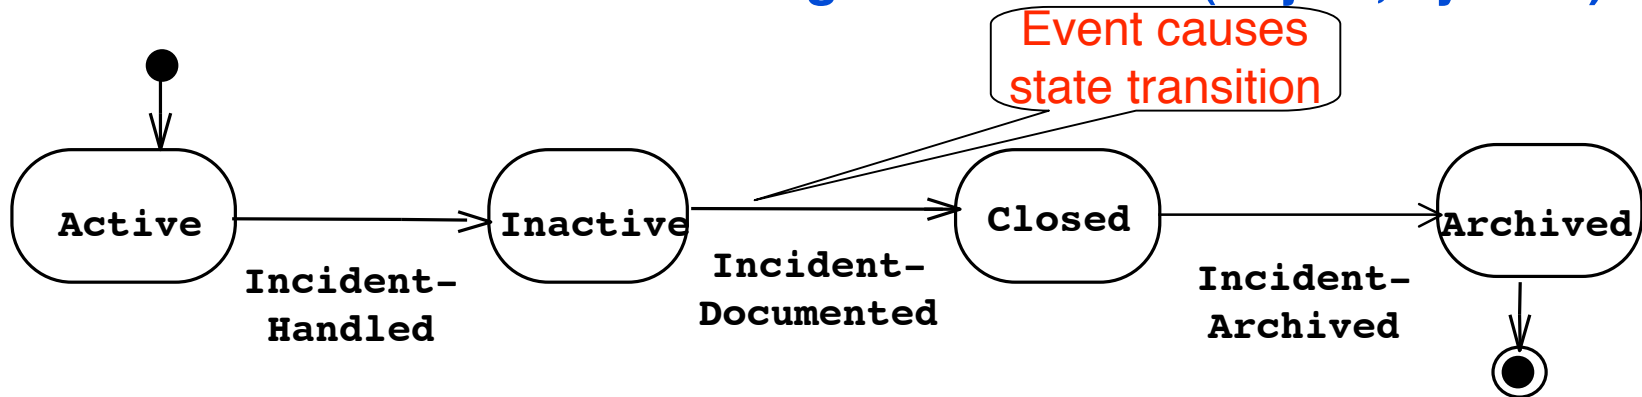 Event causes
state transition
Active
Inactive
Closed
Archived
Incident-
Handled
Incident-
Documented
Incident-
Archived